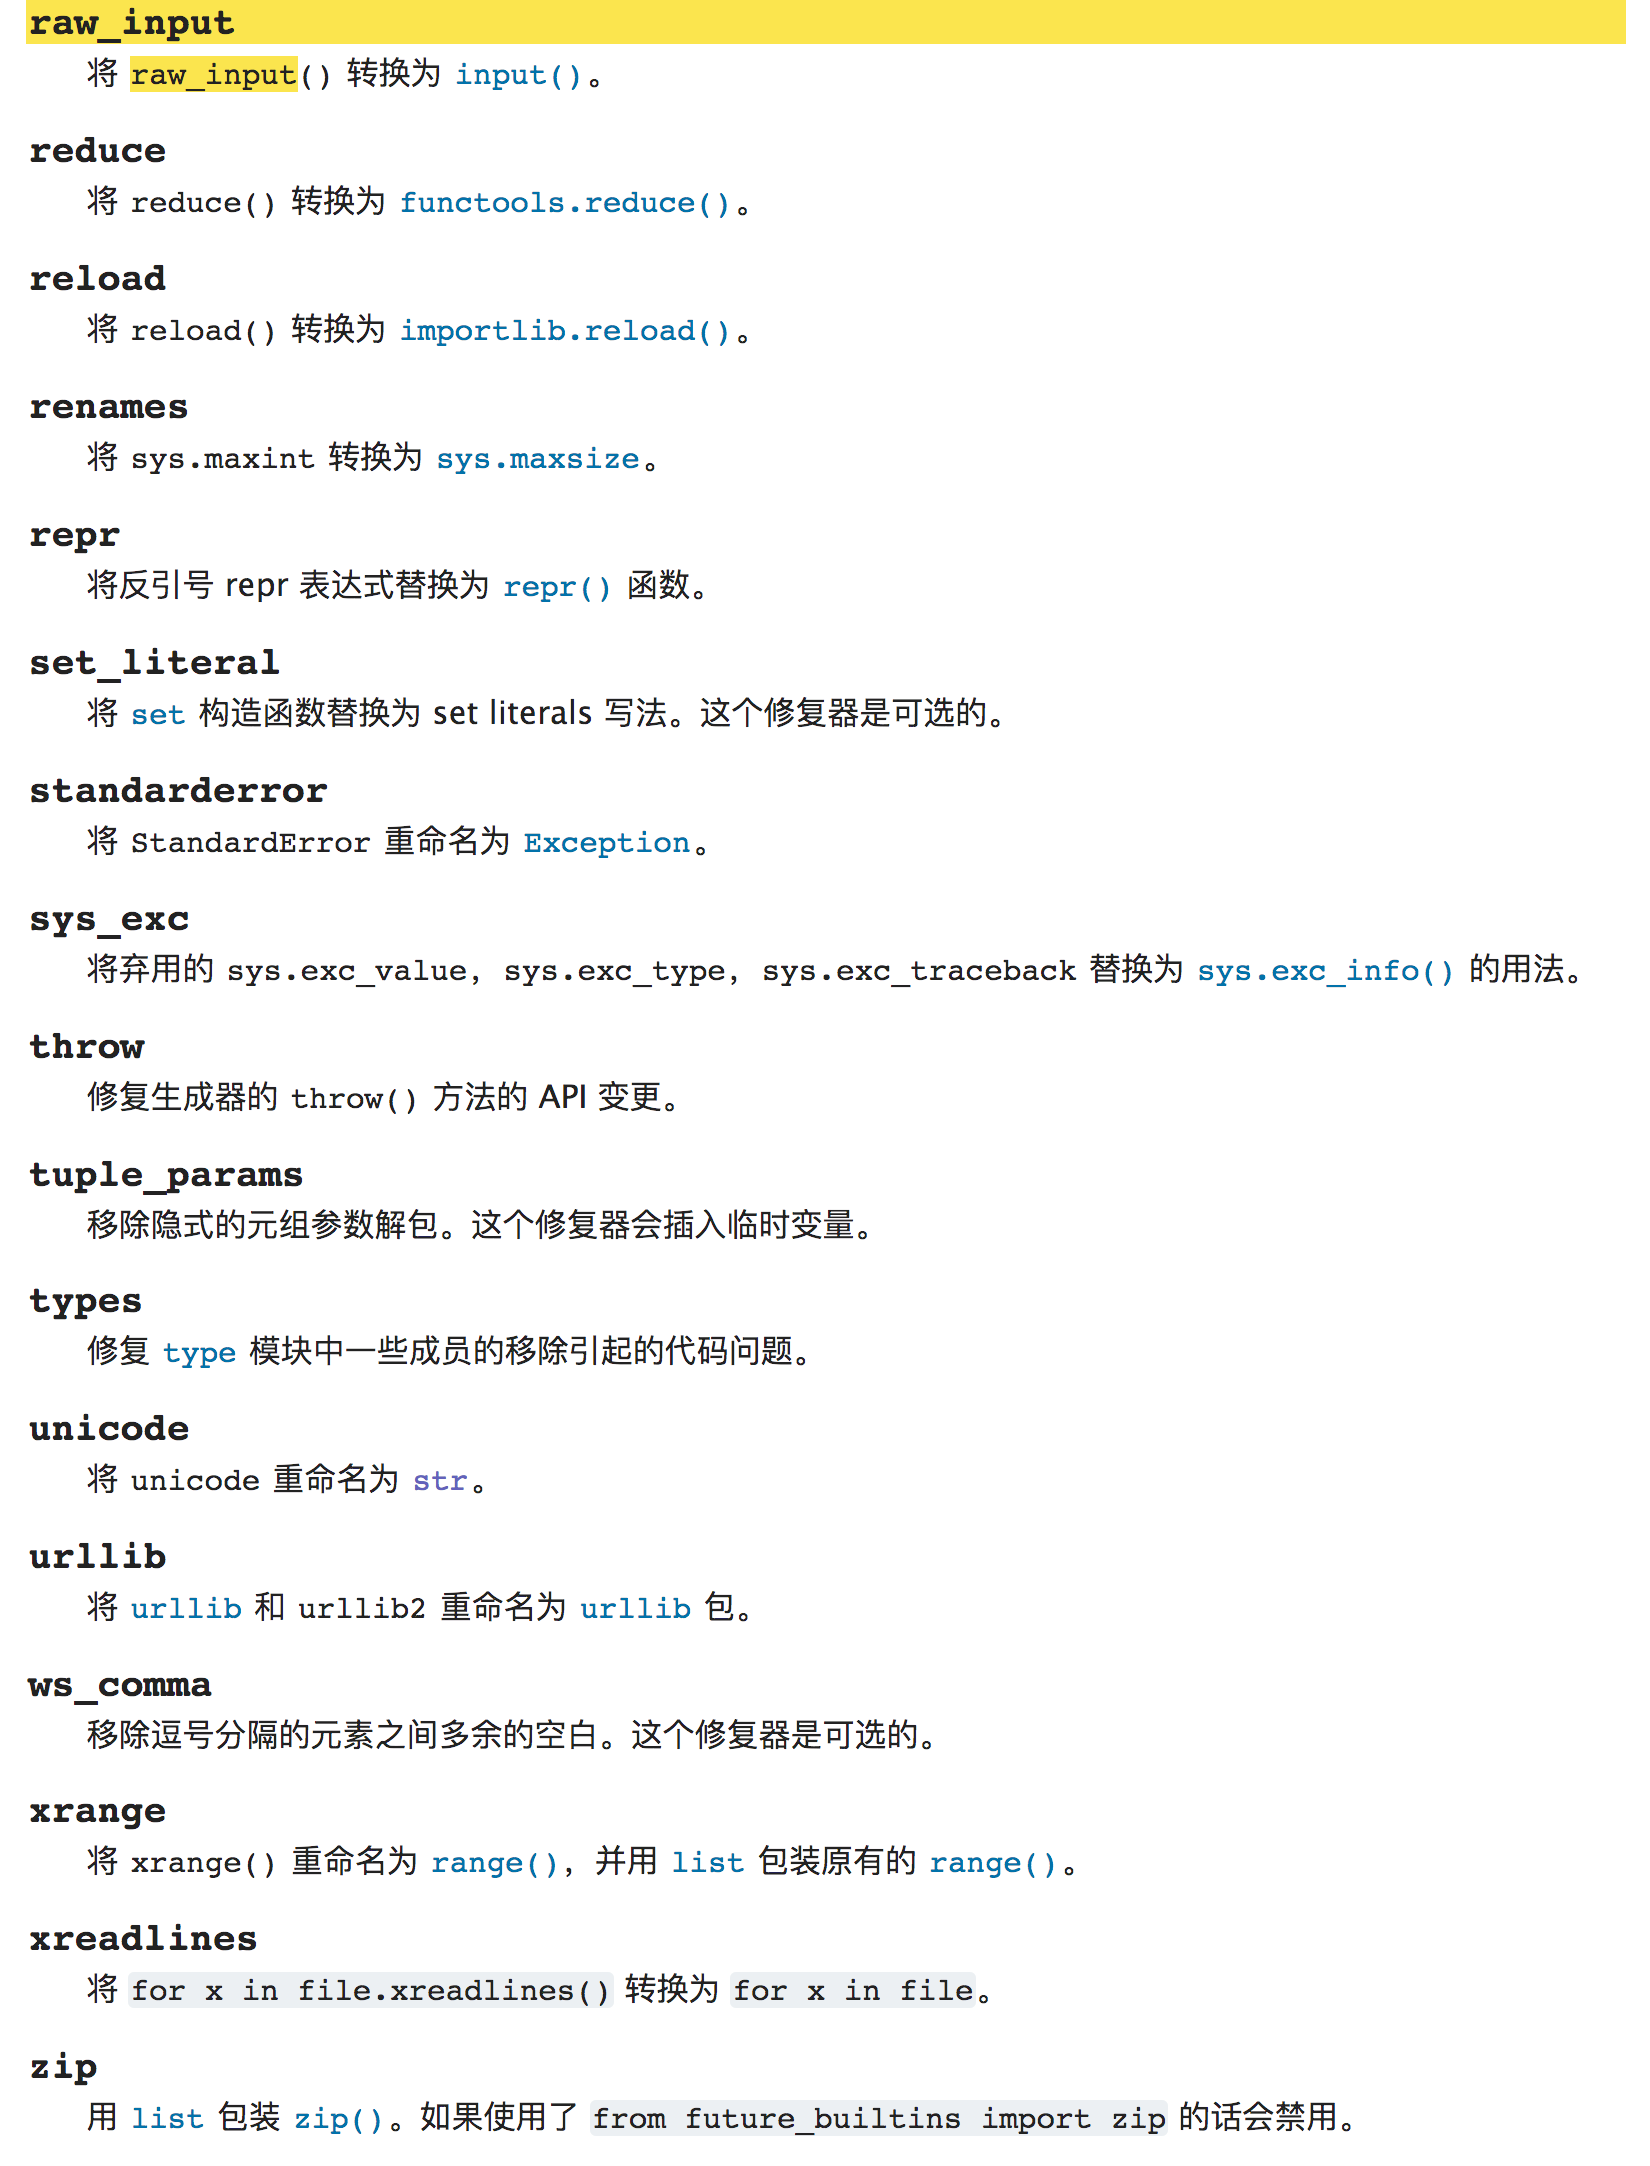 raw_input
将 raw_input() 转换为 input()。
reduce
将 reduce() 转换为 functools.reduce()。
reload
将 reload() 转换为 importlib.reload()。
renames
将 sys.maxint 转换为 sys.maxsize。
repr
将反引号 repr 表达式替换为 repr() 函数。
set_literal
将 set 构造函数替换为 set literals 写法。这个修复器是可选的。
standarderror
将 StandardError 重命名为 Exception。
sys_exc
将弃用的 sys.exc_value, sys.exc_type, sys.exc_traceback 替换为 sys.exc_info() 的用法。
throw
修复生成器的 throw() 方法的 API 变更。
tuple_params
移除隐式的元组参数解包。这个修复器会插入临时变量。
types
修复 type 模块中一些成员的移除引起的代码问题。
unicode
将 unicode 重命名为 str。
urllib
将 urllib 和 urllib2 重命名为 urllib 包。
ws_comma
移除逗号分隔的元素之间多余的空白。这个修复器是可选的。
xrange
将 xrange() 重命名为 range(), 并用 list 包装原有的 range()。
xreadlines
将 for x in file.xreadlines() 转换为 for x in file。
zip
用 list 包装 zip()。如果使用了 from future_builtins import zip 的话会禁用。